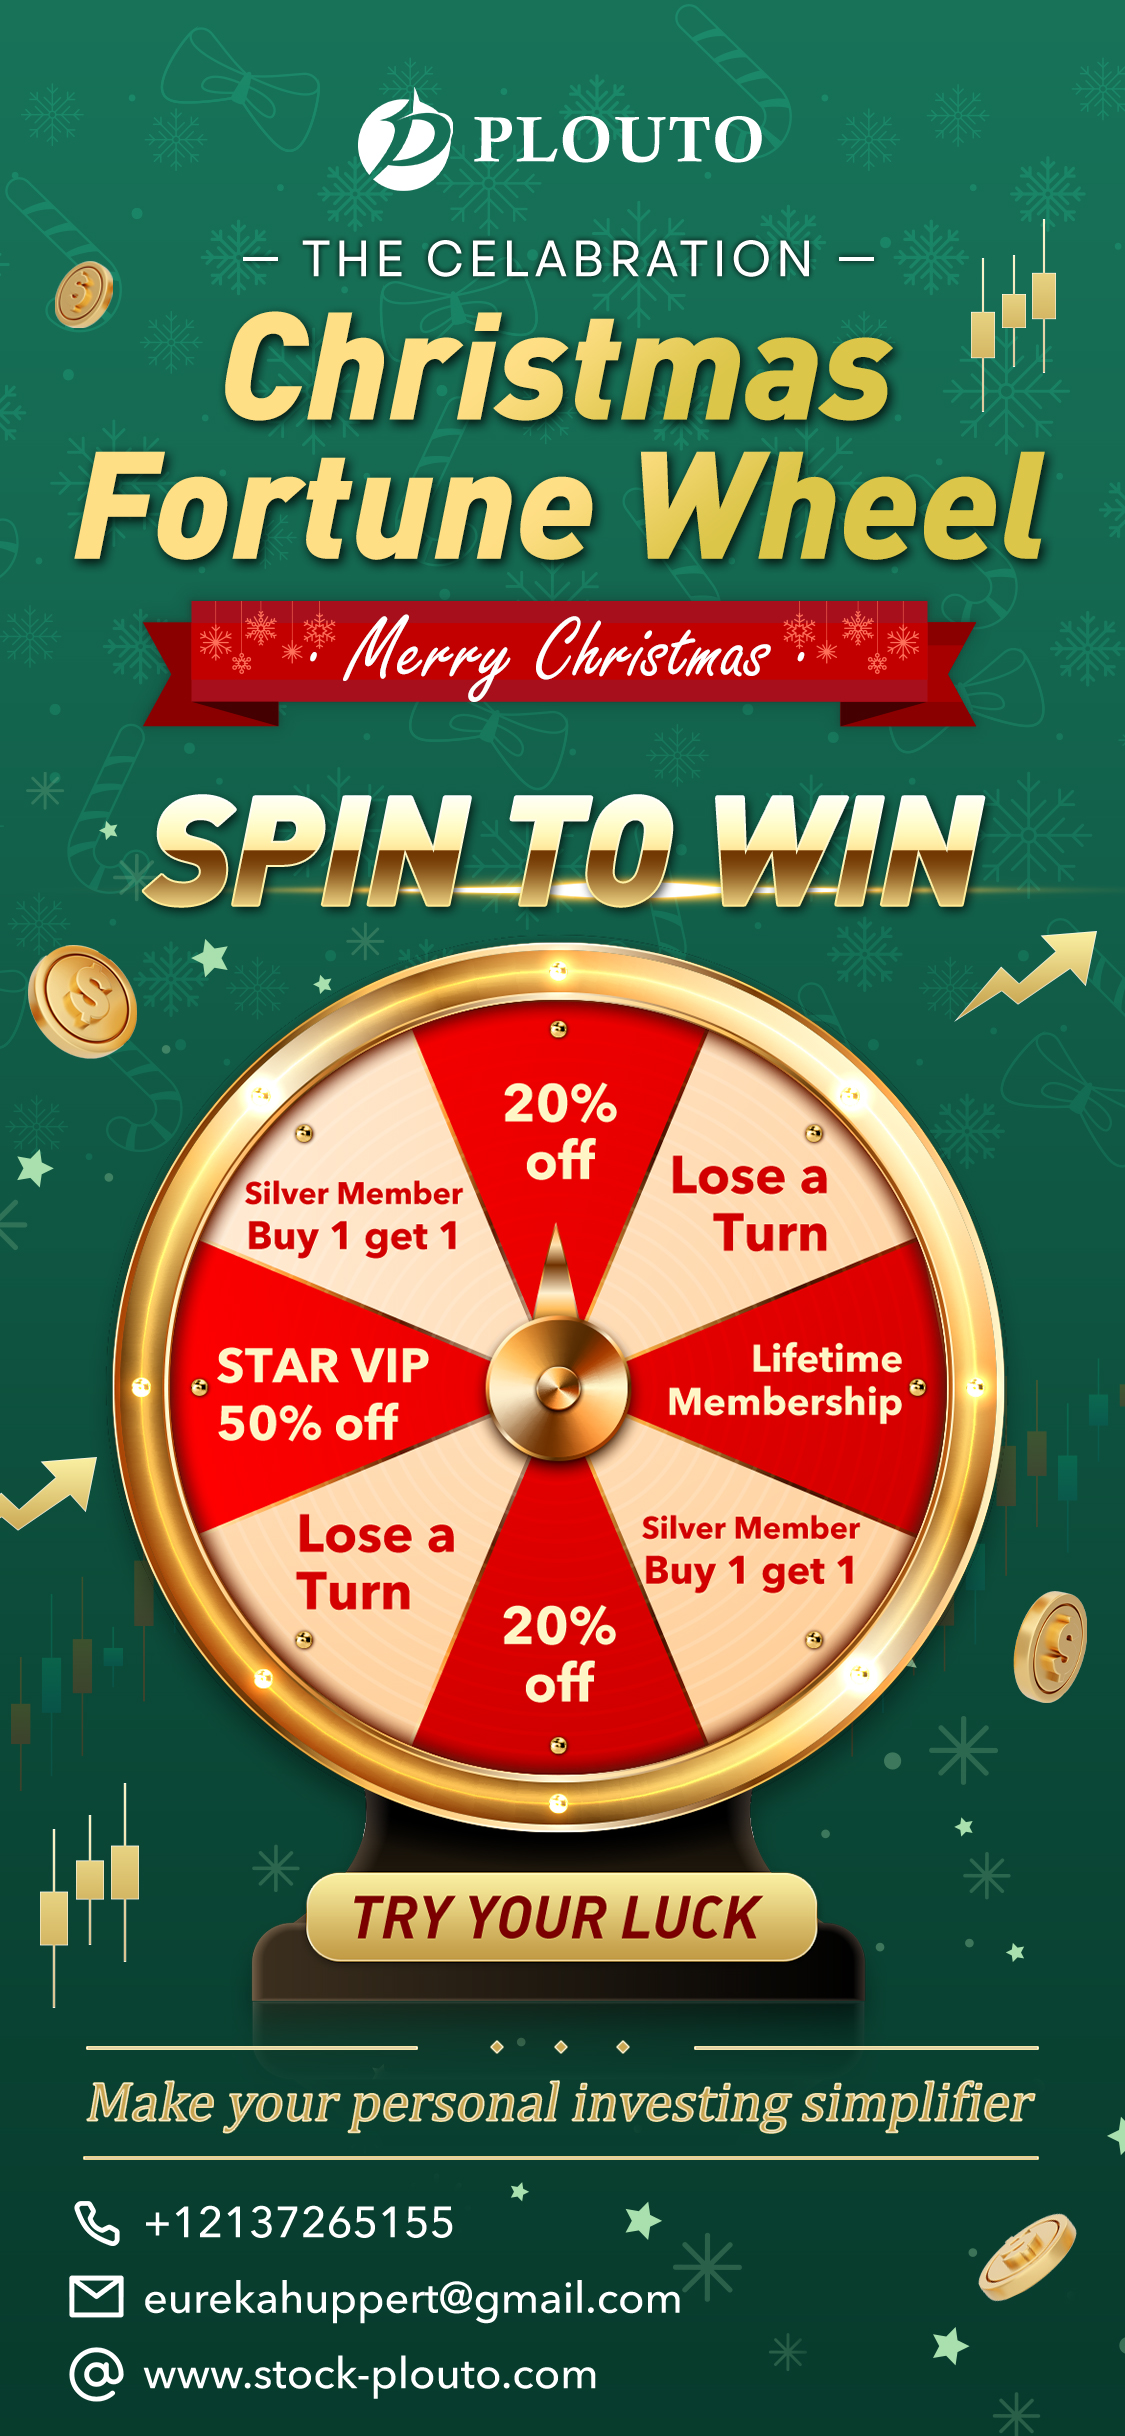 PLOUTO
— THE CELABRATION —
Christmas
Fortune Wheel
· Merry Christmas ·
SPIN TO WIN
20%
off
Lose a
Turn
Lifetime
Membership
Silver Member
Buy 1 get 1
20%
off
Lose a
Turn
STAR VIP
50% off
Silver Member
Buy 1 get 1
TRY YOUR LUCK
Make your personal investing simplifier
+12137265155
eurekahuppert@gmail.com
www.stock-plouto.com